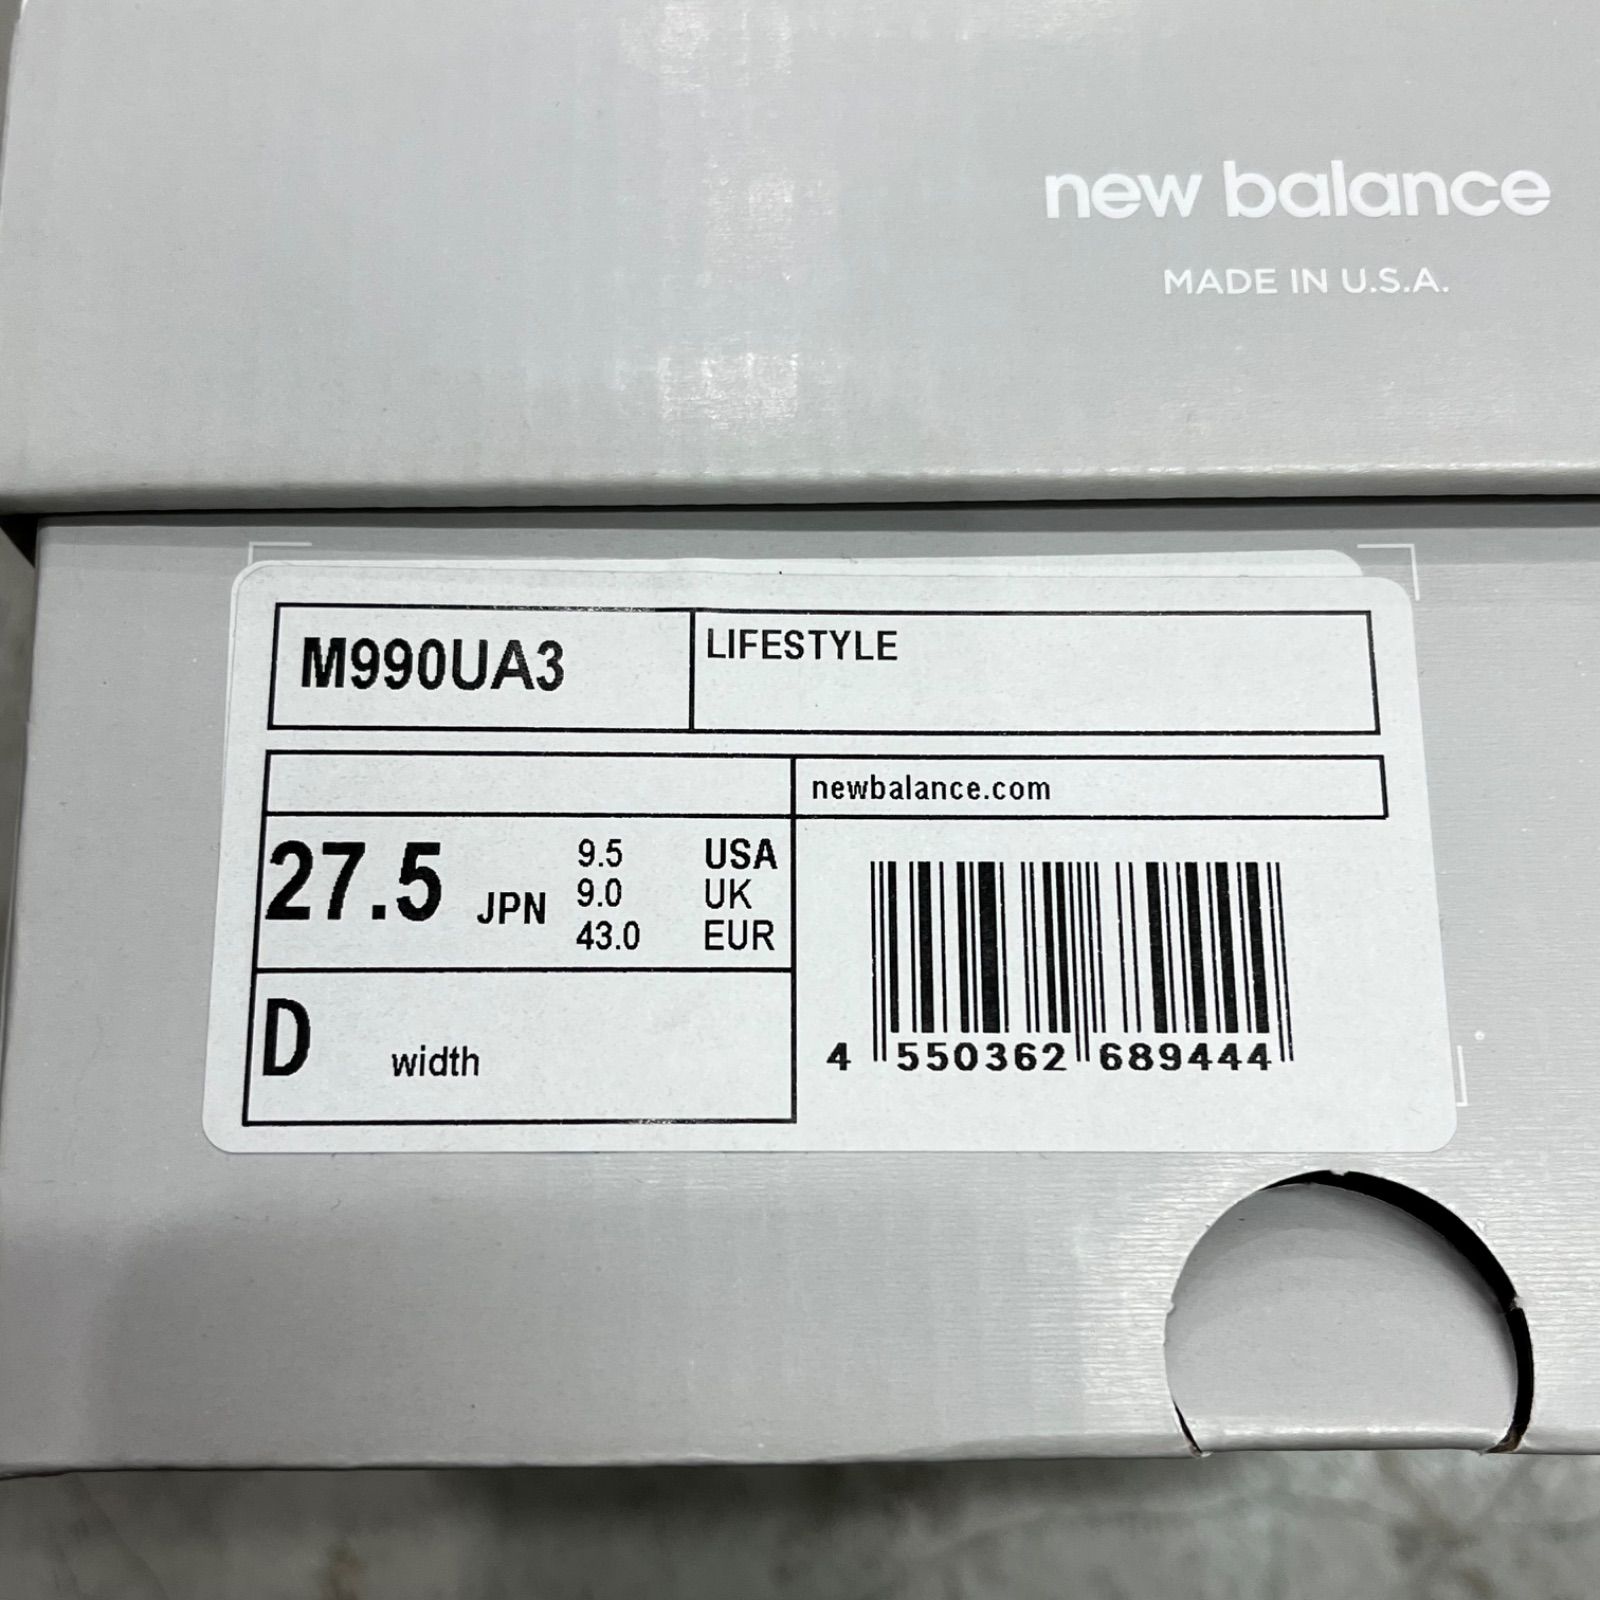 new balance
MADE IN U.S.A.
M990UA3
LIFESTYLE
newbalance.com
27.5 JPN
9.5 USA
9.0 UK
43.0 EUR
D width
4 550362 689444